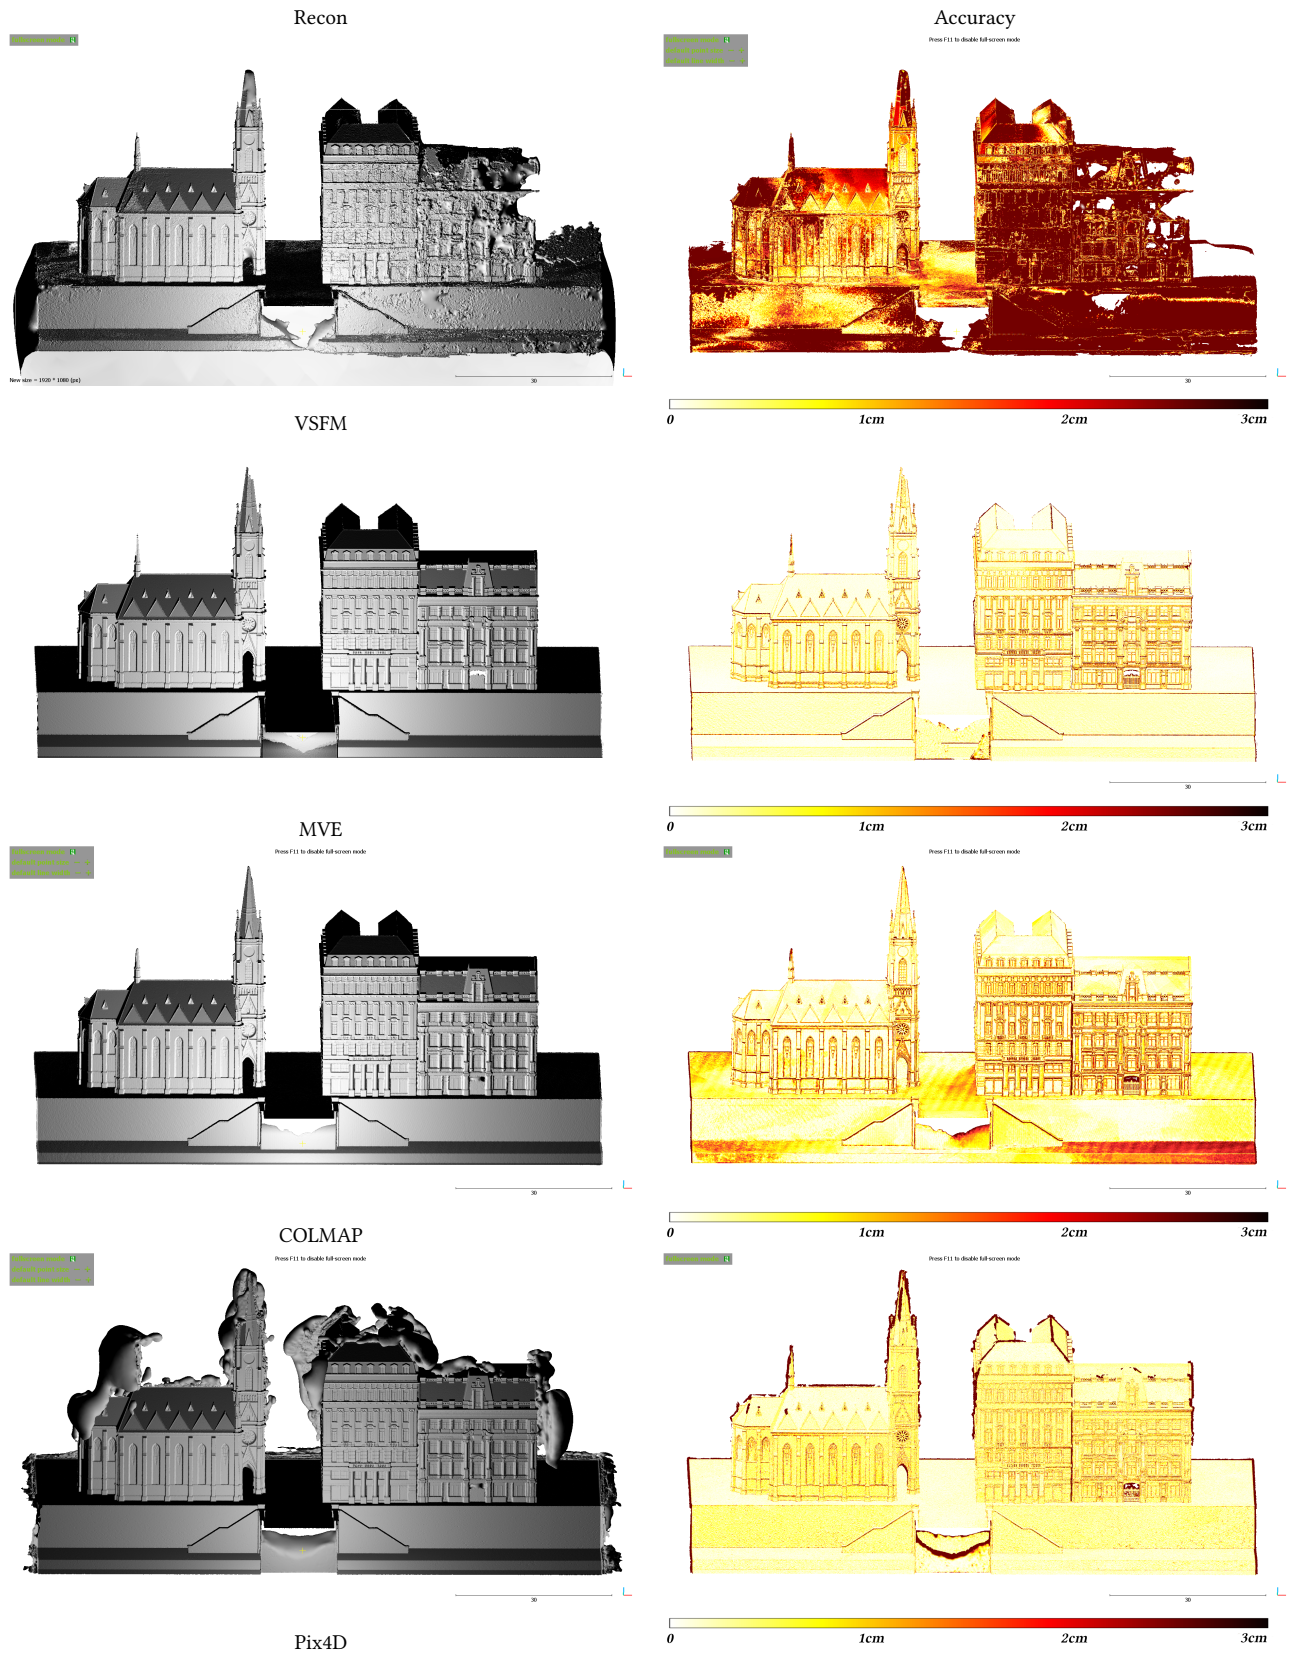 Recon
Accuracy
Press F11 to disable full-screen mode
New size = 1920 * 1080 (px)
30
30
0 1cm 2cm 3cm
VSFM
30
0 1cm 2cm 3cm
MVE
Press F11 to disable full-screen mode
Press F11 to disable full-screen mode
30
30
0 1cm 2cm 3cm
COLMAP
Press F11 to disable full-screen mode
Press F11 to disable full-screen mode
30
30
0 1cm 2cm 3cm
Pix4D